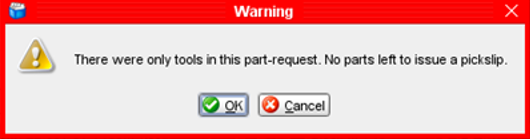 Warning
There were only tools in this part-request. No parts left to issue a pickslip.
OK
Cancel